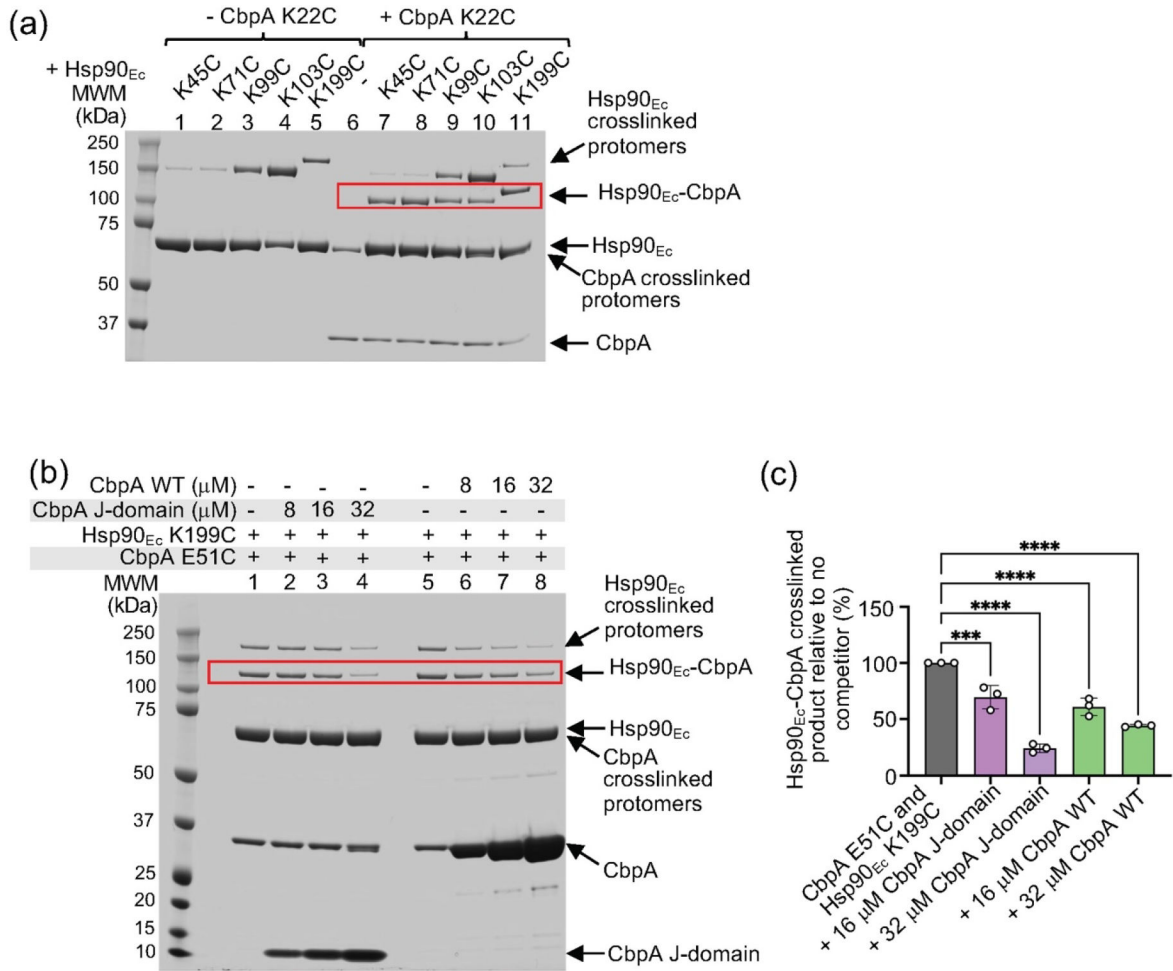 (a)
- CbpA K22C + CbpA K22C
+ Hsp90Ec K45C K71C K99C K103C K199C - K45C K71C K99C K103C K199C
MWM
(kDa) 1 2 3 4 5 6 7 8 9 10 11
250
150
100
75
50
37
Hsp90Ec
crosslinked
protomers
Hsp90Ec-CbpA
Hsp90Ec
CbpA crosslinked
protomers
CbpA
(b)
CbpA WT (μM) - - - - - 8 16 32
CbpA J-domain (μM) - 8 16 32 - - - -
Hsp90Ec K199C + + + + + + + +
CbpA E51C + + + + + + + +
MWM 1 2 3 4 5 6 7 8
(kDa)
250
150
100
75
50
37
25
20
15
10
Hsp90Ec
crosslinked
protomers
Hsp90Ec-CbpA
Hsp90Ec
CbpA
crosslinked
protomers
CbpA
CbpA J-domain
(c)
Hsp90Ec-CbpA crosslinked
product relative to no
competitor (%)
150
100
50
0
****
****
****
***
CbpA E51C and
Hsp90Ec K199C
+ 16 μM CbpA J-domain
+ 32 μM CbpA J-domain
+ 16 μM CbpA WT
+ 32 μM CbpA WT